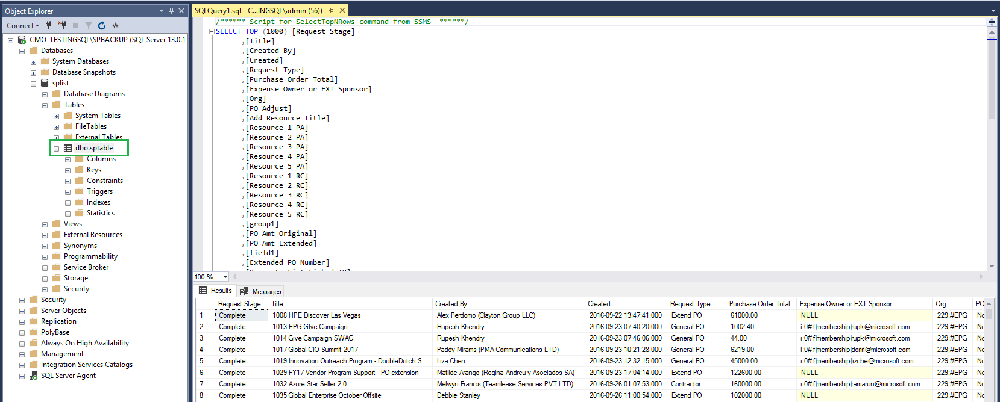 Object Explorer
Connect
CMO-TESTINGSQL\SPBACKUP (SQL Server 13.0.1
Databases
System Databases
Database Snapshots
splist
Database Diagrams
Tables
System Tables
FileTables
External Tables
dbo.sptable
Columns
Keys
Constraints
Triggers
Indexes
Statistics
Views
External Resources
Synonyms
Programmability
Service Broker
Storage
Security
Security
Server Objects
Replication
PolyBase
Always On High Availability
Management
Integration Services Catalogs
SQL Server Agent
SQLQuery1.sql - C...INGSQL\admin (56))
/****** Script for SelectTopNRows command from SSMS  ******/
SELECT TOP (1000) [Request Stage]
,[Title]
,[Created By]
,[Created]
,[Request Type]
,[Purchase Order Total]
,[Expense Owner or EXT Sponsor]
,[Org]
,[PO Adjust]
,[Add Resource Title]
,[Resource 1 PA]
,[Resource 2 PA]
,[Resource 3 PA]
,[Resource 4 PA]
,[Resource 5 PA]
,[Resource 1 RC]
,[Resource 2 RC]
,[Resource 3 RC]
,[Resource 4 RC]
,[Resource 5 RC]
,[group1]
,[PO Amt Original]
,[PO Amt Extended]
,[field1]
,[Extended PO Number]
,[Requests List Linked ID]
100 %
Results Messages
Request Stage Title Created By Created Request Type Purchase Order Total Expense Owner or EXT Sponsor Org PO
1 Complete 1008 HPE Discover Las Vegas Alex Perdomo (Clayton Group LLC) 2016-09-22 13:47:41.000 Extend PO 61000.00 NULL 229;#EPG No
2 Complete 1013 EPG GIve Campaign Rupesh Khendry 2016-09-23 07:40:20.000 General PO 1002.40 i:0#.f|membership|rupk@microsoft.com 229;#EPG No
3 Complete 1014 Give Campaign SWAG Rupesh Khendry 2016-09-23 07:46:06.000 General PO 44.00 i:0#.f|membership|rupk@microsoft.com 229;#EPG No
4 Complete 1017 Global CIO Summit 2017 Paddy Mirams (PMA Communications LTD) 2016-09-23 10:21:28.000 General PO 6219.00 i:0#.f|membership|doriri@microsoft.com 229;#EPG No
5 Complete 1019 Innovation Outreach Program - DoubleDutch S... Liza Chen 2016-09-23 12:32:15.000 General PO 45000.00 i:0#.f|membership|lizche@microsoft.com 229;#EPG No
6 Complete 1029 FY17 Vendor Program Support - PO extension Matilde Arango (Regina Andreu y Asociados SA) 2016-09-23 17:04:14.000 Extend PO 122600.00 NULL 229;#EPG No
7 Complete 1032 Azure Star Seller 2.0 Melwyn Francis (Teamlease Services PVT LTD) 2016-09-26 01:07:53.000 Contractor 160000.00 i:0#.f|membership|ramarun@microsoft.com 229;#EPG No
8 Complete 1035 Global Enterprise October Offsite Debbie Stanley 2016-09-26 11:00:54.000 Extend PO 102000.00 NULL 229;#EPG No